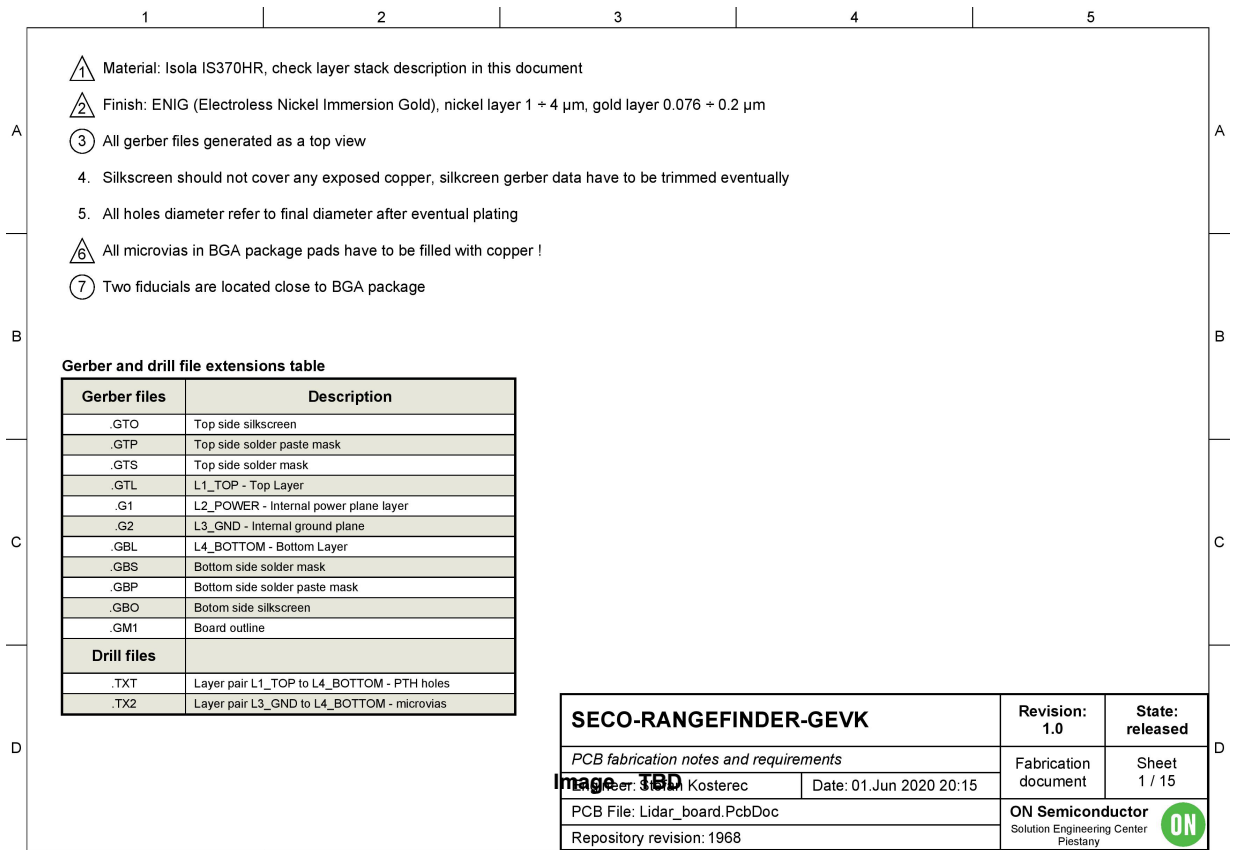 1 2 3 4 5
1 Material: Isola IS370HR, check layer stack description in this document
2 Finish: ENIG (Electroless Nickel Immersion Gold), nickel layer 1 ÷ 4 µm, gold layer 0.076 ÷ 0.2 µm
A A
3 All gerber files generated as a top view
4. Silkscreen should not cover any exposed copper, silkcreen gerber data have to be trimmed eventually
5. All holes diameter refer to final diameter after eventual plating
6 All microvias in BGA package pads have to be filled with copper !
7 Two fiducials are located close to BGA package
B B
Gerber and drill file extensions table
Gerber files Description
.GTO Top side silkscreen
.GTP Top side solder paste mask
.GTS Top side solder mask
.GTL L1_TOP - Top Layer
.G1 L2_POWER - Internal power plane layer
.G2 L3_GND - Internal ground plane
C C
.GBL L4_BOTTOM - Bottom Layer
.GBS Bottom side solder mask
.GBP Bottom side solder paste mask
.GBO Botom side silkscreen
.GM1 Board outline
Drill files
.TXT Layer pair L1_TOP to L4_BOTTOM - PTH holes
.TX2 Layer pair L3_GND to L4_BOTTOM - microvias
D D
SECO-RANGEFINDER-GEVK
Revision:
1.0
State:
released
PCB fabrication notes and requirements
Fabrication
document
Sheet
1 / 15
Image – TBD
Engineer: Stefan Kosterec
Date: 01.Jun 2020 20:15
PCB File: Lidar_board.PcbDoc
Repository revision: 1968
ON Semiconductor
Solution Engineering Center
Piestany
ON